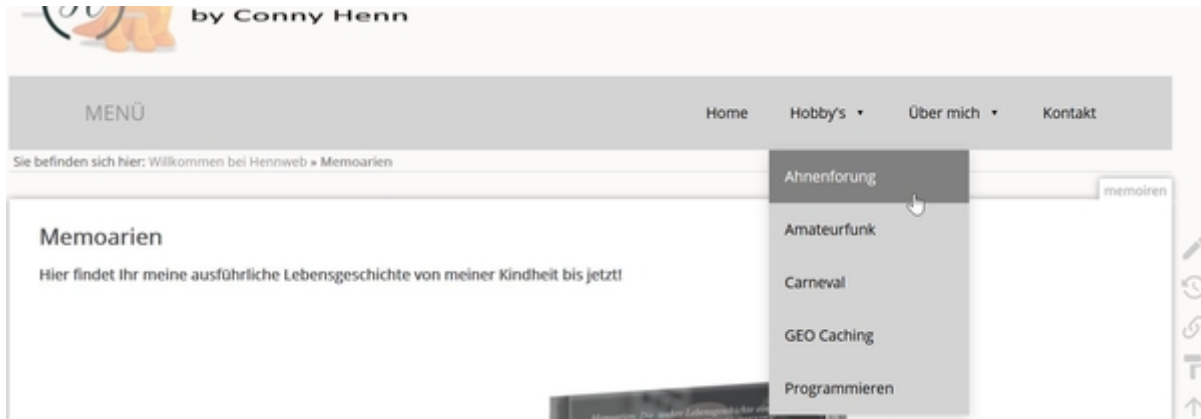 by Conny Henn
MENÜ
Home
Hobby's
Über mich
Kontakt
Sie befinden sich hier: Willkommen bei Hennweb » Memoarien
Ahnenforung
memoiren
Amateurfunk
Memoarien
Hier findet Ihr meine ausführliche Lebensgeschichte von meiner Kindheit bis jetzt!
Carneval
GEO Caching
Programmieren